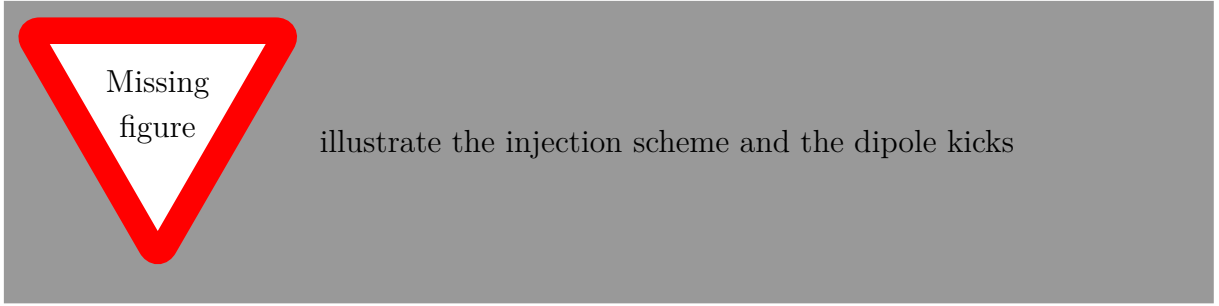 Missing
figure
illustrate the injection scheme and the dipole kicks